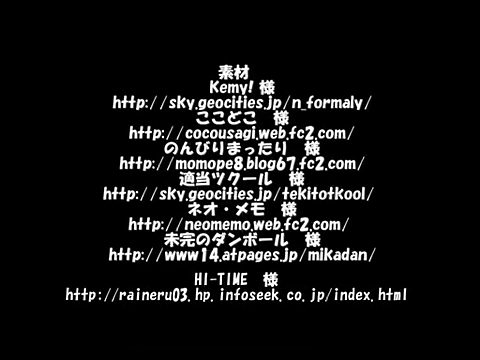 素材
Kemy! 様
http://sky.geocities.jp/n_formaly/
ここどこ　様
http://cocousagi.web.fc2.com/
のんびりまったり　様
http://momope8.blog67.fc2.com/
適当ツクール　様
http://sky.geocities.jp/tekitotkool/
ネオ・メモ　様
http://neomemo.web.fc2.com/
未完のダンボール　様
http://www14.atpages.jp/mikadan/
HI-TIME　様
http://raineru03.hp.infoseek.co.jp/index.html